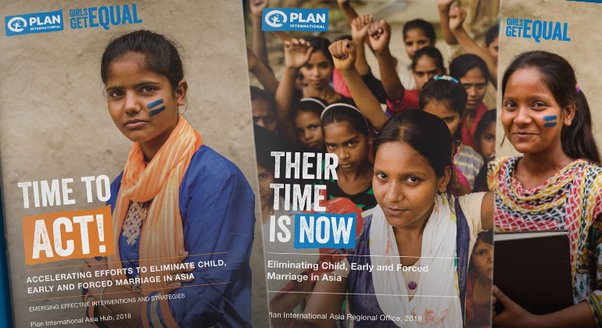 PLAN
INTERNATIONAL
GIRLS
GET EQUAL
TIME TO
ACT!
ACCELERATING EFFORTS TO ELIMINATE CHILD,
EARLY AND FORCED MARRIAGE IN ASIA
EMERGING EFFECTIVE INTERVENTIONS AND STRATEGIES
Plan International Asia Hub, 2018
PLAN
INTERNATIONAL
THEIR
TIME
IS NOW
Eliminating Child, Early and Forced
Marriage in Asia
Plan International Asia Regional Office, 2018
GIRLS
GET EQUAL